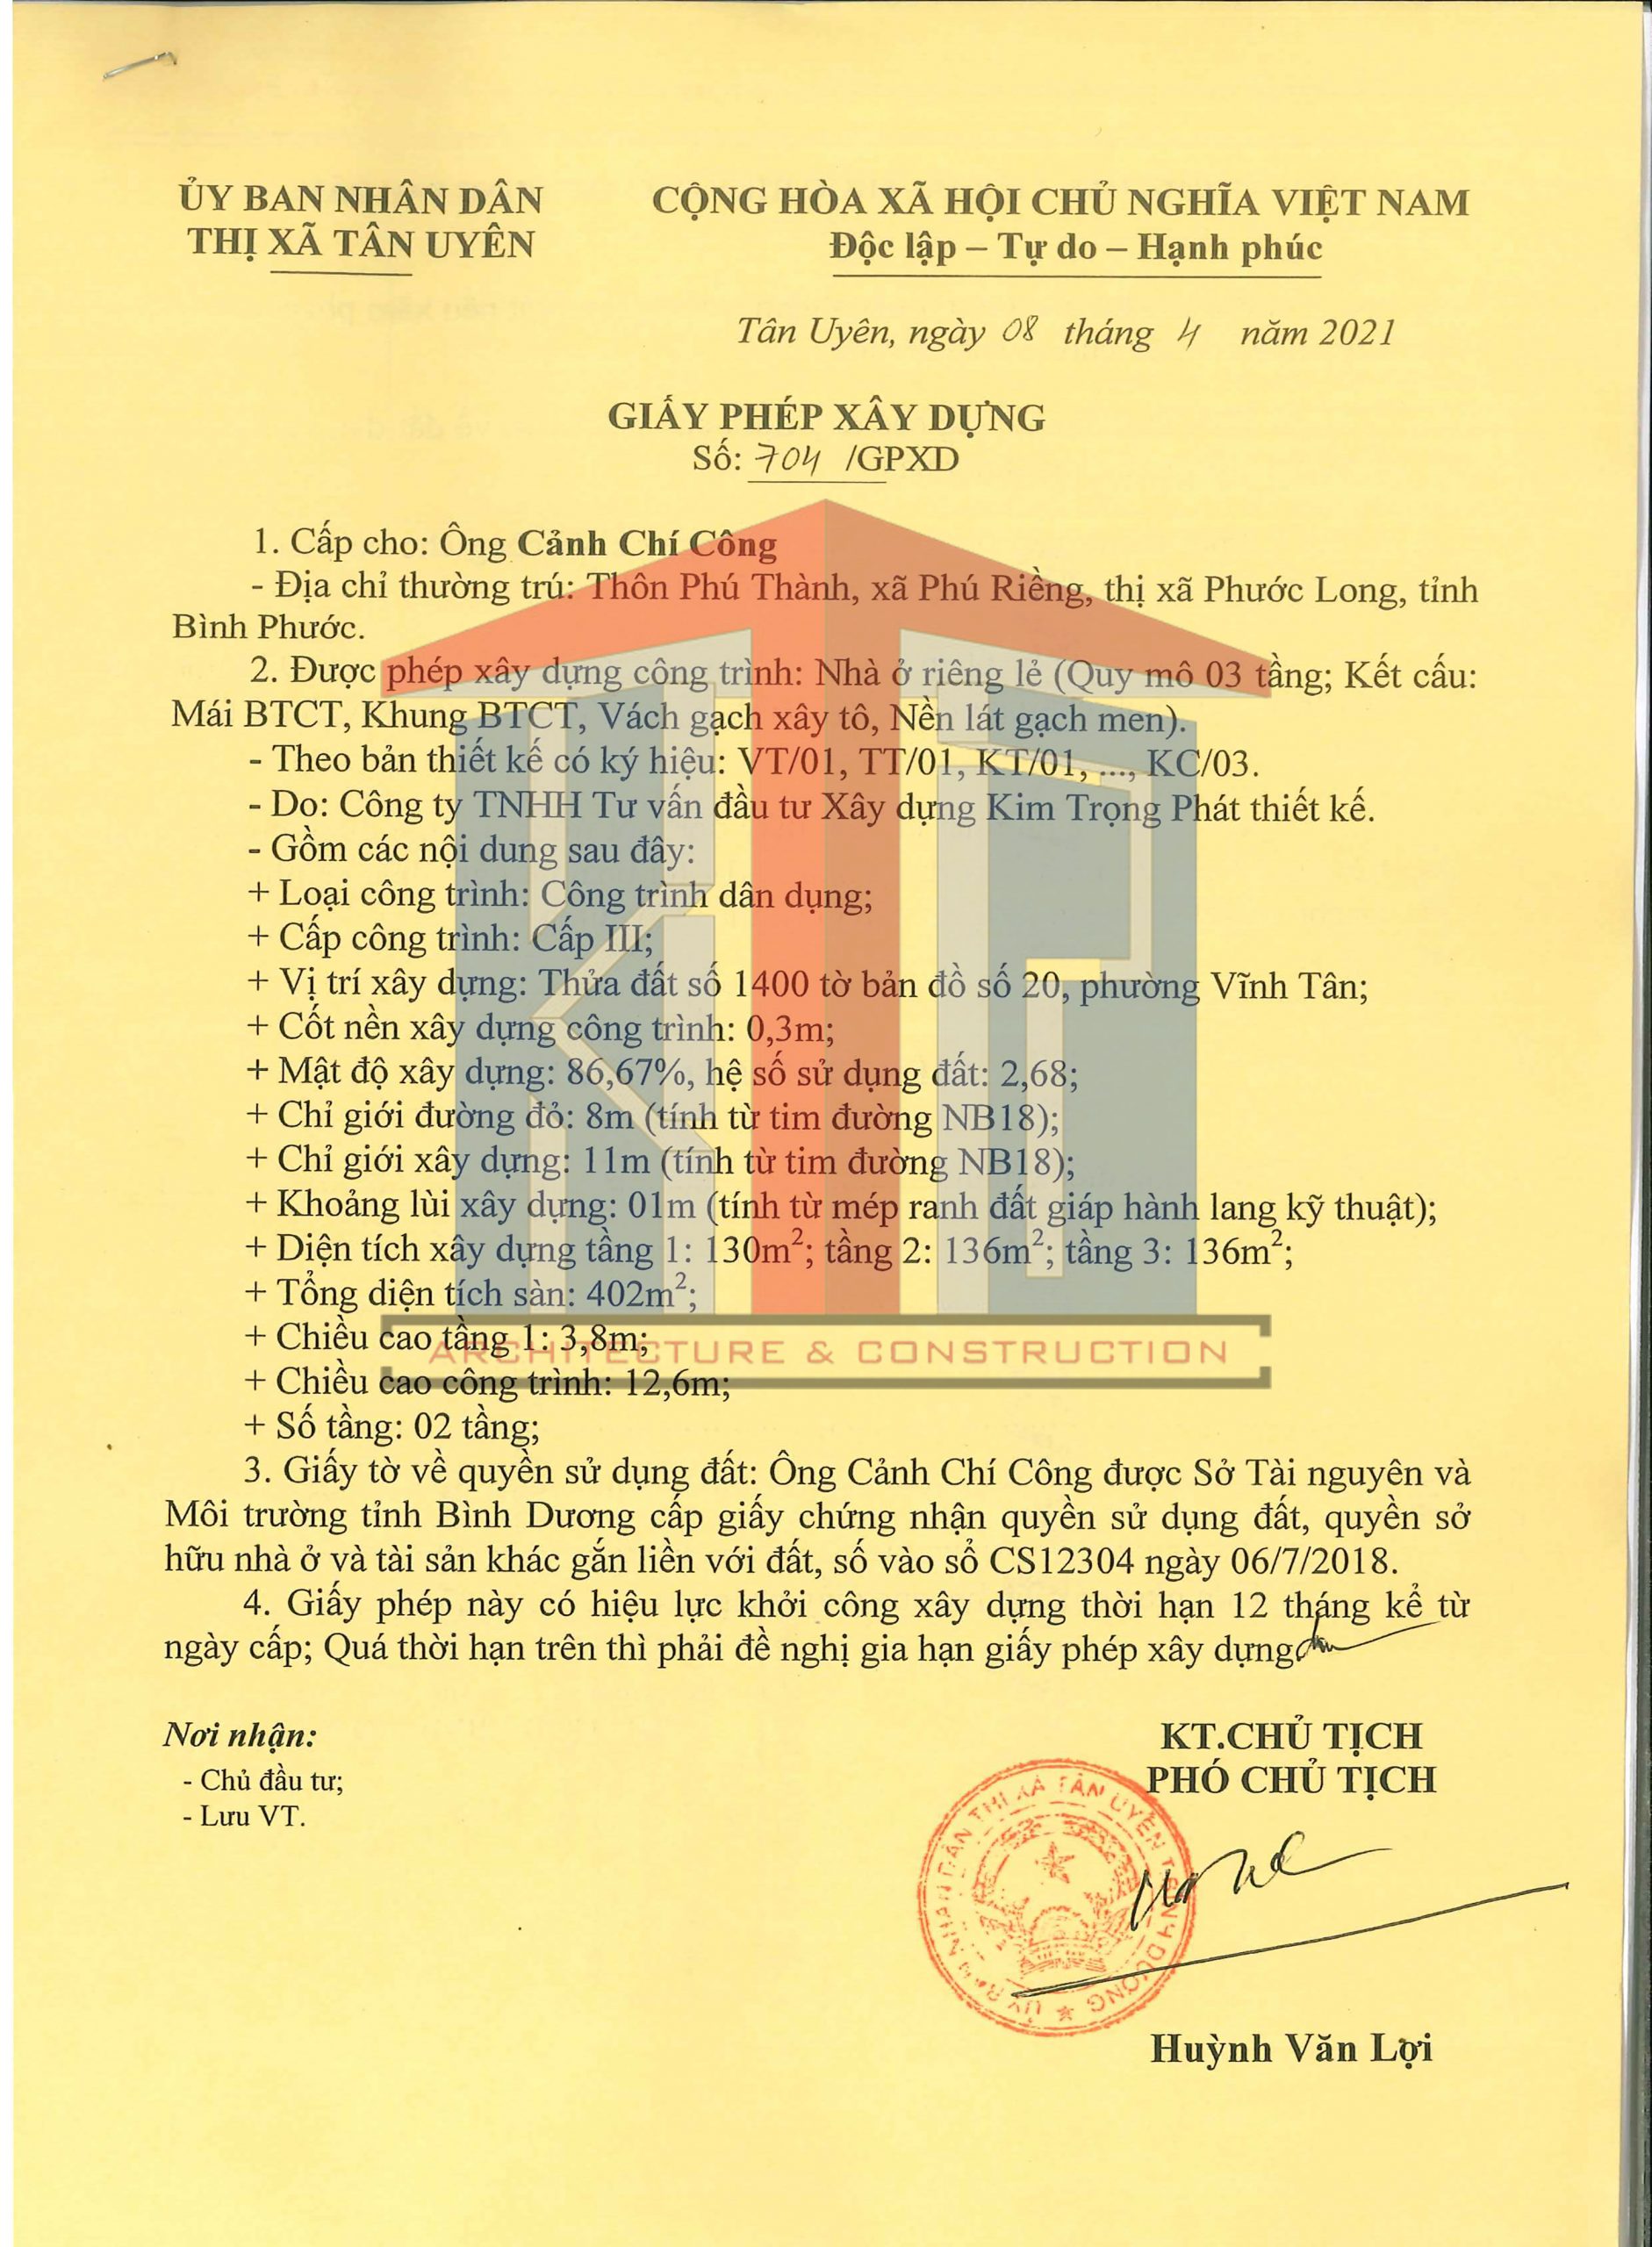 ỦY BAN NHÂN DÂN
THỊ XÃ TÂN UYÊN
CỘNG HÒA XÃ HỘI CHỦ NGHĨA VIỆT NAM
Độc lập – Tự do – Hạnh phúc
Tân Uyên, ngày 08 tháng 4 năm 2021
GIẤY PHÉP XÂY DỰNG
Số: 704 /GPXD
1. Cấp cho: Ông Cảnh Chí Công
- Địa chỉ thường trú: Thôn Phú Thành, xã Phú Riềng, thị xã Phước Long, tỉnh
Bình Phước.
2. Được phép xây dựng công trình: Nhà ở riêng lẻ (Quy mô 03 tầng; Kết cấu:
Mái BTCT, Khung BTCT, Vách gạch xây tô, Nền lát gạch men).
- Theo bản thiết kế có ký hiệu: VT/01, TT/01, KT/01, ..., KC/03.
- Do: Công ty TNHH Tư vấn đầu tư Xây dựng Kim Trọng Phát thiết kế.
- Gồm các nội dung sau đây:
+ Loại công trình: Công trình dân dụng;
+ Cấp công trình: Cấp III;
+ Vị trí xây dựng: Thửa đất số 1400 tờ bản đồ số 20, phường Vĩnh Tân;
+ Cốt nền xây dựng công trình: 0,3m;
+ Mật độ xây dựng: 86,67%, hệ số sử dụng đất: 2,68;
+ Chỉ giới đường đỏ: 8m (tính từ tim đường NB18);
+ Chỉ giới xây dựng: 11m (tính từ tim đường NB18);
+ Khoảng lùi xây dựng: 01m (tính từ mép ranh đất giáp hành lang kỹ thuật);
+ Diện tích xây dựng tầng 1: 130m²; tầng 2: 136m²; tầng 3: 136m²;
+ Tổng diện tích sàn: 402m²;
+ Chiều cao tầng 1: 3,8m;
ARCHITECTURE & CONSTRUCTION
+ Chiều cao công trình: 12,6m;
+ Số tầng: 02 tầng;
3. Giấy tờ về quyền sử dụng đất: Ông Cảnh Chí Công được Sở Tài nguyên và
Môi trường tỉnh Bình Dương cấp giấy chứng nhận quyền sử dụng đất, quyền sở
hữu nhà ở và tài sản khác gắn liền với đất, số vào sổ CS12304 ngày 06/7/2018.
4. Giấy phép này có hiệu lực khởi công xây dựng thời hạn 12 tháng kể từ
ngày cấp; Quá thời hạn trên thì phải đề nghị gia hạn giấy phép xây dựng
Nơi nhận:
- Chủ đầu tư;
- Lưu VT.
KT.CHỦ TỊCH
PHÓ CHỦ TỊCH
ỦY BAN NHÂN DÂN THỊ XÃ TÂN UYÊN T.BÌNH DƯƠNG
Huỳnh Văn Lợi